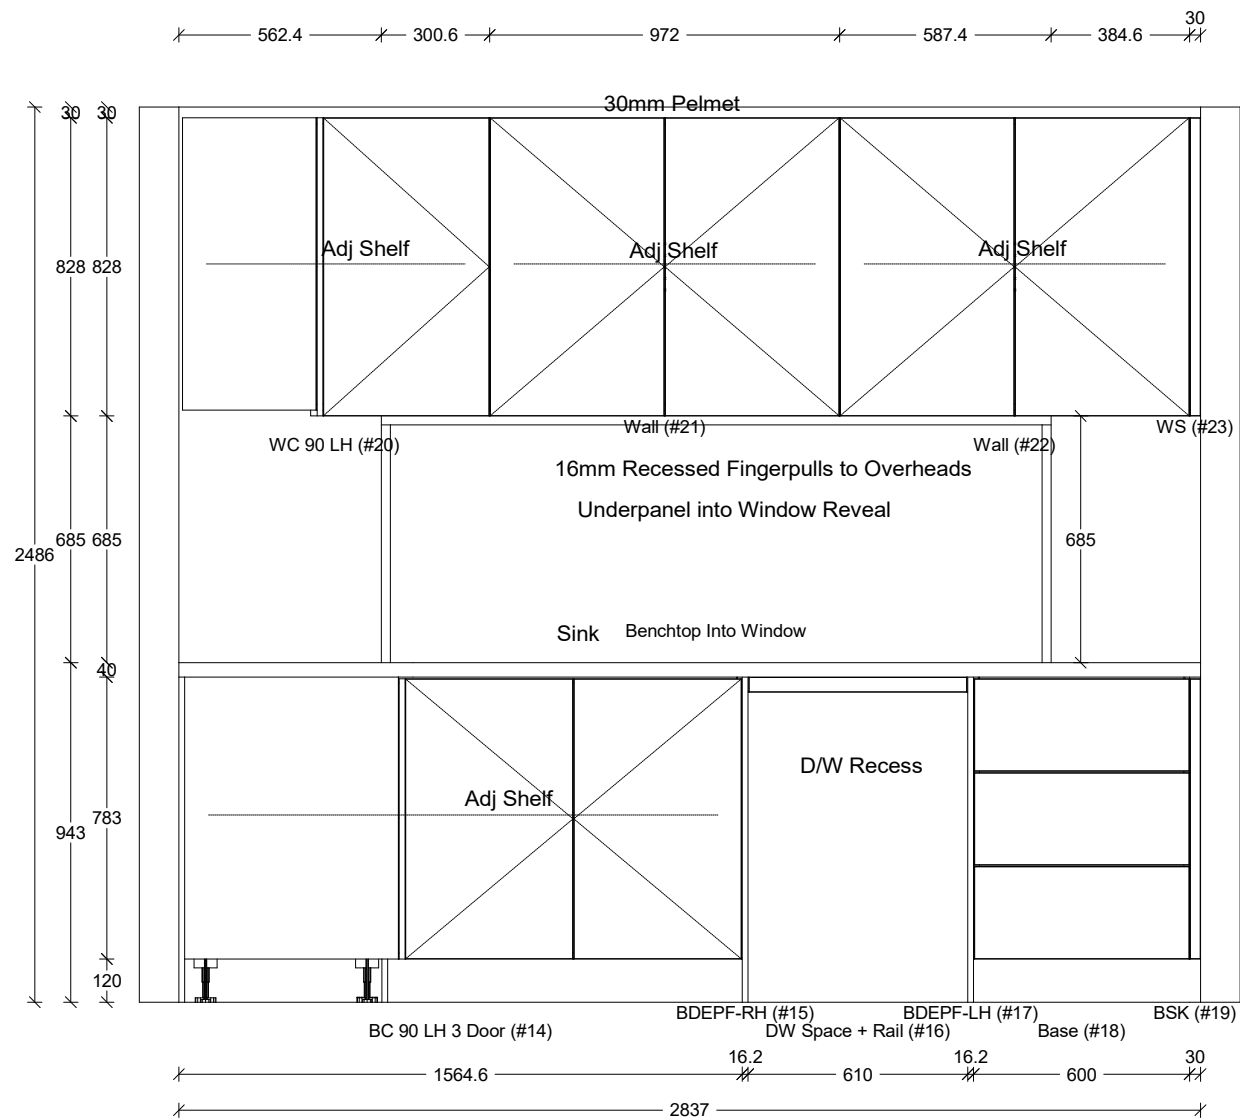 30
562.4 300.6 972 587.4 384.6
30mm Pelmet
30 30
Adj Shelf Adj Shelf Adj Shelf
828 828
Wall (#21) WS (#23)
WC 90 LH (#20) Wall (#22)
16mm Recessed Fingerpulls to Overheads
Underpanel into Window Reveal
685 685 685
2486
Sink Benchtop Into Window
40
D/W Recess
Adj Shelf
783
943
120
BDEPF-RH (#15) BDEPF-LH (#17) BSK (#19)
BC 90 LH 3 Door (#14) DW Space + Rail (#16) Base (#18)
16.2 16.2 30
1564.6 610 600
2837